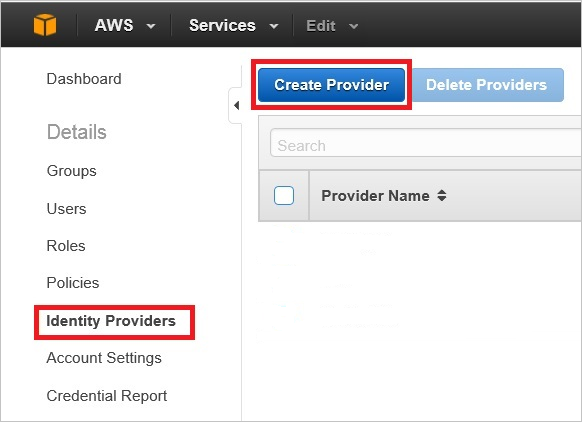 AWS Services Edit
Dashboard
Details
Groups
Users
Roles
Policies
Identity Providers
Account Settings
Credential Report
Create Provider Delete Providers
Search
Provider Name